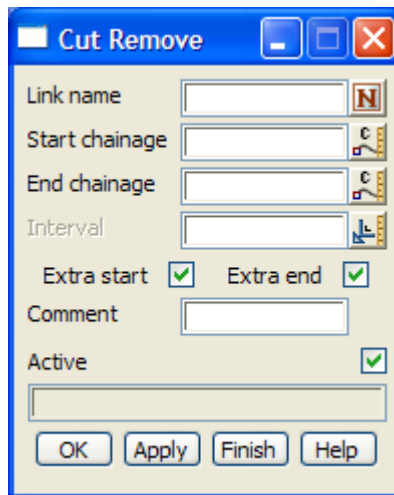 Cut Remove
Link name N
Start chainage C
End chainage C
Interval
Extra start Extra end
Comment
Active
OK Apply Finish Help